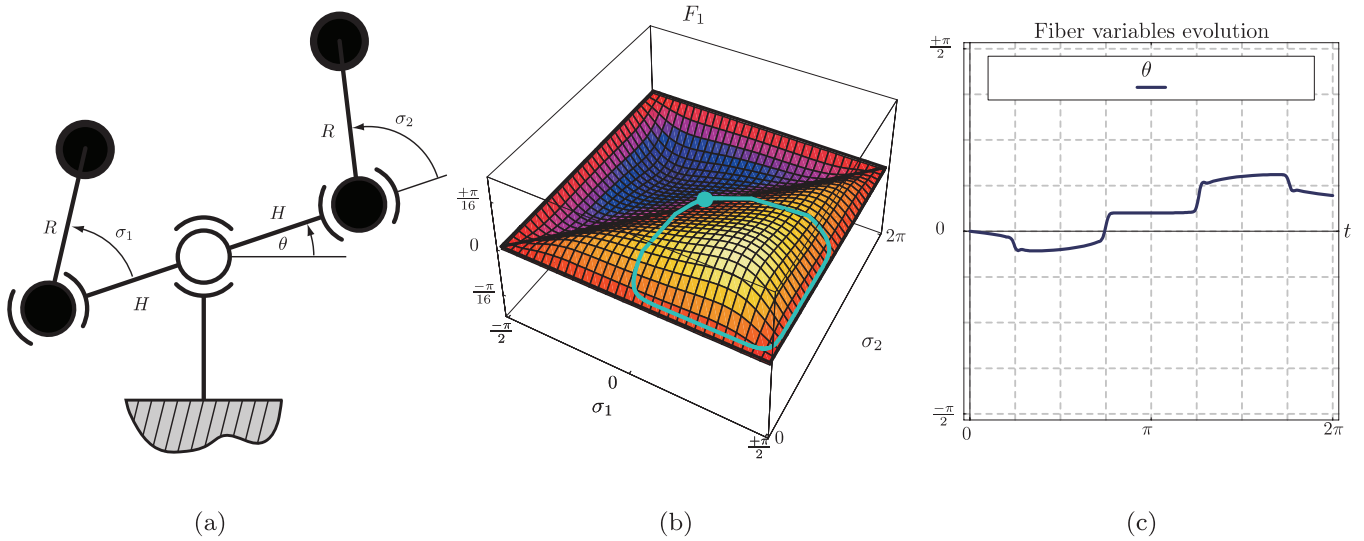 R
σ₁
H
R
σ₂
H
θ
(a)
F₁
+π/16
0
−π/16
−π/2
0
σ₁
+π/2
0
σ₂
2π
(b)
Fiber variables evolution
θ
+π/2
0
−π/2
0
π
2π
t
(c)